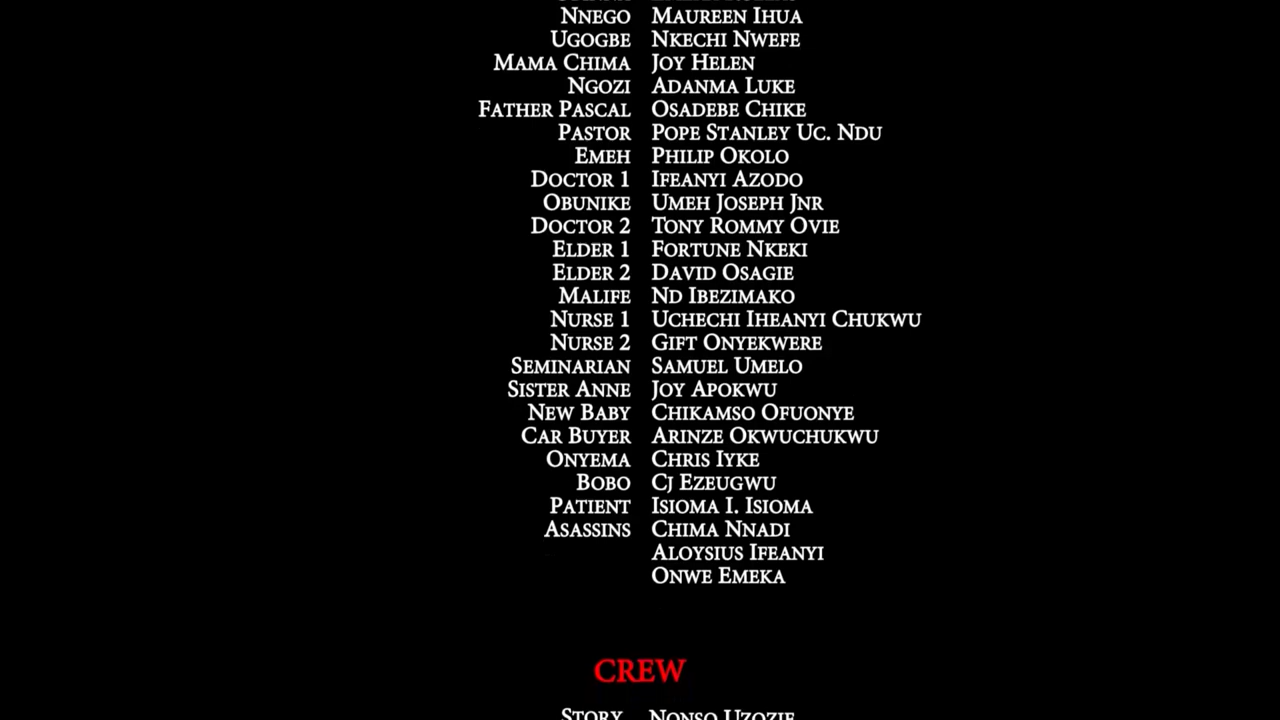 Nnego Maureen Ihua
Ugogbe Nkechi Nwefe
Mama Chima Joy Helen
Ngozi Adanma Luke
Father Pascal Osadebe Chike
Pastor Pope Stanley Uc. Ndu
Emeh Philip Okolo
Doctor 1 Ifeanyi Azodo
Obunike Umeh Joseph Jnr
Doctor 2 Tony Rommy Ovie
Elder 1 Fortune Nkeki
Elder 2 David Osagie
Malife Nd Ibezimako
Nurse 1 Uchechi Iheanyi Chukwu
Nurse 2 Gift Onyekwere
Seminarian Samuel Umelo
Sister Anne Joy Apokwu
New Baby Chikamso Ofuonye
Car Buyer Arinze Okwuchukwu
Onyema Chris Iyke
Bobo Cj Ezeugwu
Patient Isioma I. Isioma
Asassins Chima Nnadi
Aloysius Ifeanyi
Onwe Emeka
CREW
Story Nonso Uzozie